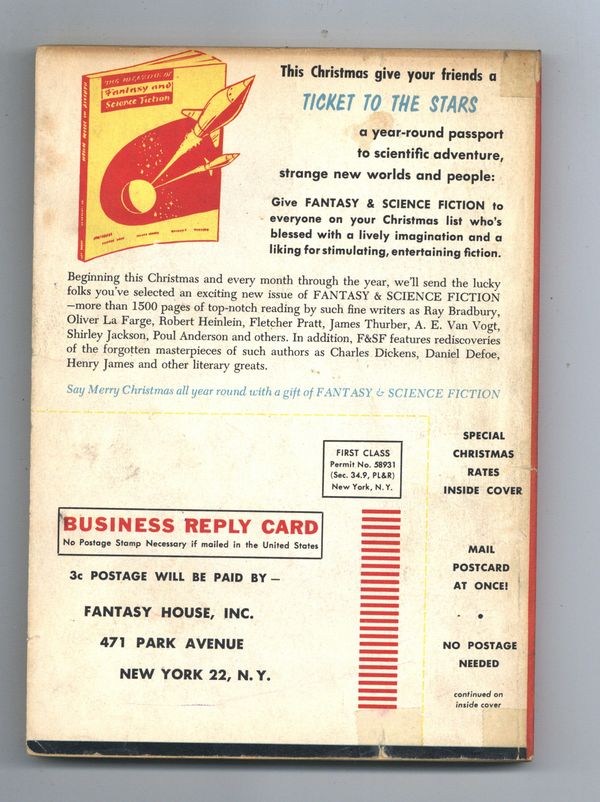 THE MAGAZINE OF
Fantasy and
Science Fiction
This Christmas give your friends a
TICKET TO THE STARS
a year-round passport
to scientific adventure,
strange new worlds and people:
Give FANTASY & SCIENCE FICTION to
everyone on your Christmas list who's
blessed with a lively imagination and a
liking for stimulating, entertaining fiction.
Beginning this Christmas and every month through the year, we'll send the lucky
folks you've selected an exciting new issue of FANTASY & SCIENCE FICTION
—more than 1500 pages of top-notch reading by such fine writers as Ray Bradbury,
Oliver La Farge, Robert Heinlein, Fletcher Pratt, James Thurber, A. E. Van Vogt,
Shirley Jackson, Poul Anderson and others. In addition, F&SF features rediscoveries
of the forgotten masterpieces of such authors as Charles Dickens, Daniel Defoe,
Henry James and other literary greats.
Say Merry Christmas all year round with a gift of FANTASY & SCIENCE FICTION
FIRST CLASS
Permit No. 58931
(Sec. 34.9, PL&R)
New York, N. Y.
BUSINESS REPLY CARD
No Postage Stamp Necessary if mailed in the United States
3c POSTAGE WILL BE PAID BY —
FANTASY HOUSE, INC.
471 PARK AVENUE
NEW YORK 22, N. Y.
SPECIAL
CHRISTMAS
RATES
INSIDE COVER
MAIL
POSTCARD
AT ONCE!
NO POSTAGE
NEEDED
continued on
inside cover